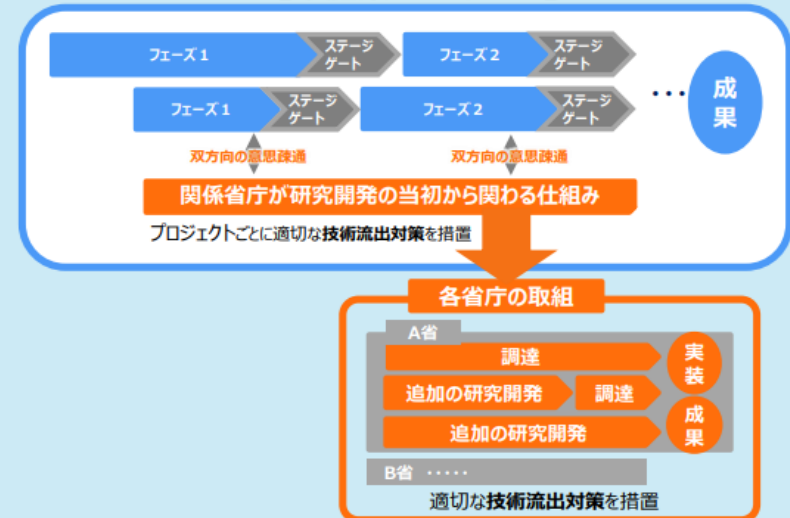 フェーズ1
ステージ
ゲート
フェーズ2
ステージ
ゲート
フェーズ1
ステージ
ゲート
フェーズ2
ステージ
ゲート
・・・
成
果
双方向の意思疎通
双方向の意思疎通
関係省庁が研究開発の当初から関わる仕組み
プロジェクトごとに適切な技術流出対策を措置
各省庁の取組
A省
調達
実
装
追加の研究開発
調達
追加の研究開発
成
果
B省 ・・・・・
適切な技術流出対策を措置